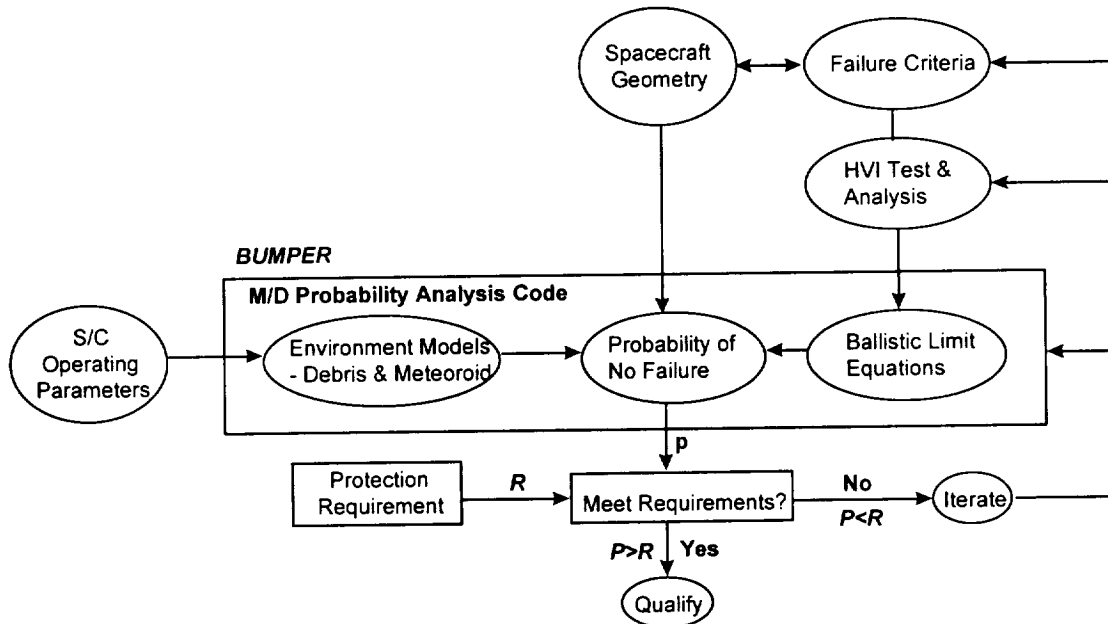 Spacecraft
Geometry
Failure Criteria
HVI Test &
Analysis
BUMPER
M/D Probability Analysis Code
S/C
Operating
Parameters
Environment Models
- Debris & Meteoroid
Probability of
No Failure
Ballistic Limit
Equations
p
Protection
Requirement
R
Meet Requirements?
No
P<R
Iterate
P>R
Yes
Qualify